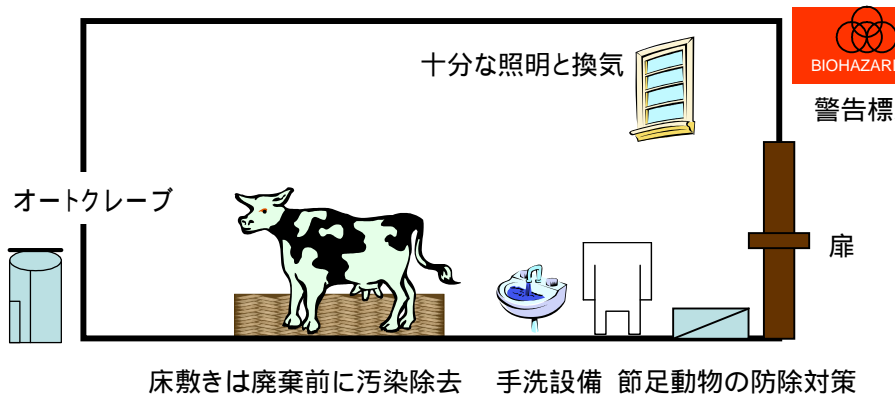 十分な照明と換気
BIOHAZAR
警告標
オートクレーブ
扉
床敷きは廃棄前に汚染除去
手洗設備
節足動物の防除対策